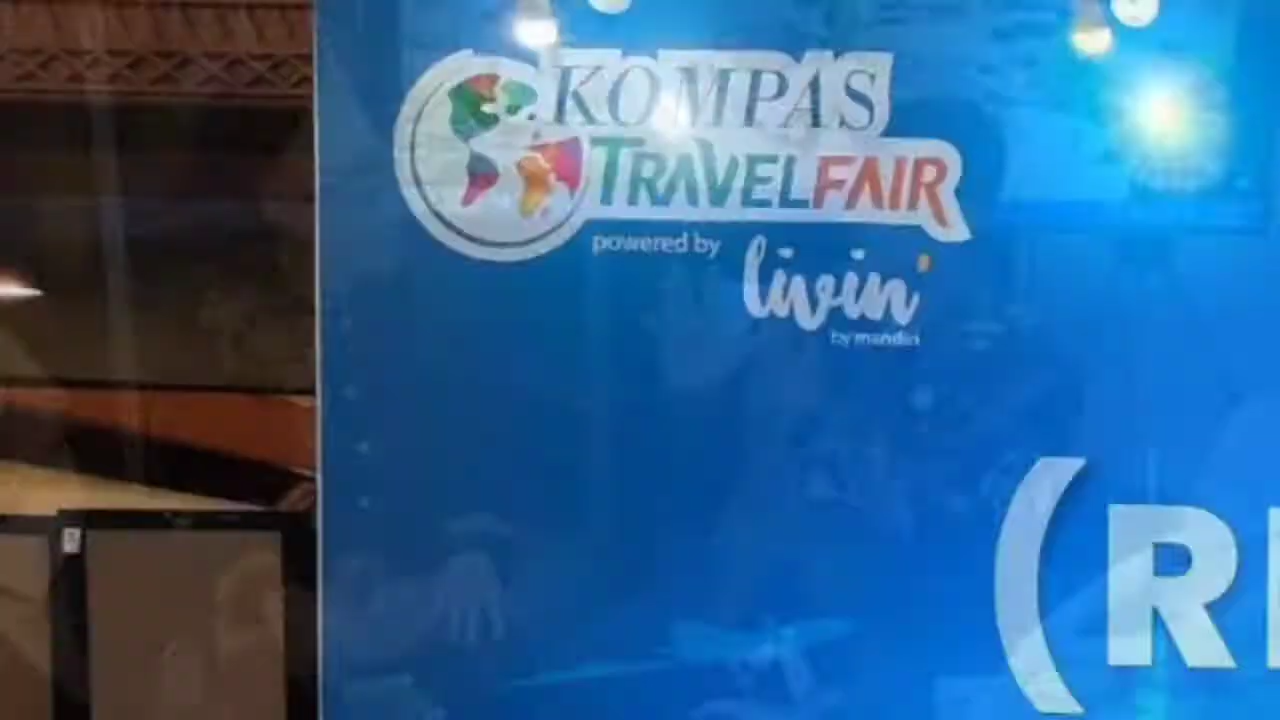 KOMPAS
TRAVELFAIR
powered by
livin'
by mandiri
(R